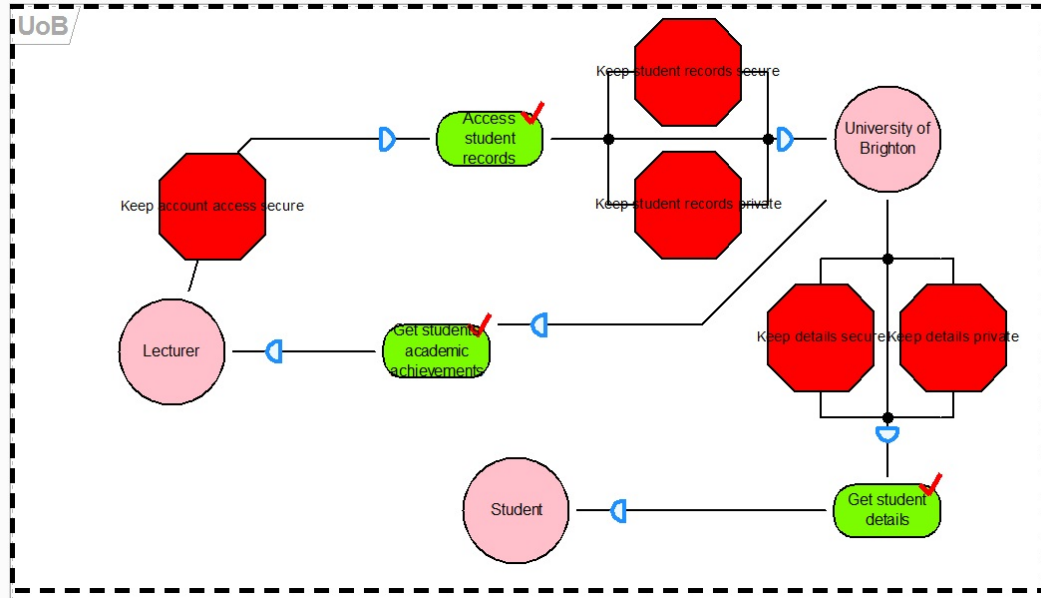 UoB
Keep student records secure
Access
student
records
University of
Brighton
Keep account access secure
Keep student records private
Get students
academic
achievements
Lecturer
Keep details secure
Keep details private
Student
Get student
details